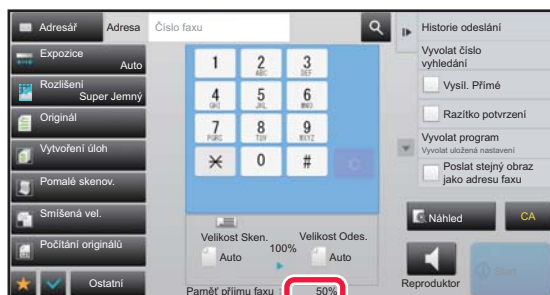 Adresář
Adresa
Číslo faxu
Expozice
Auto
Rozlišení
Super Jemný
Originál
Vytvoření úloh
Pomalé skenov.
Smíšená vel.
Počítání originálů
Ostatní
1
2
ABC
3
DEF
4
GHI
5
JKL
6
MNO
7
PQRS
8
TUV
9
WXYZ
0
#
Velikost Sken.
100%
Velikost Odes.
Auto
Auto
Paměť příjmu faxu :
50%
Historie odeslání
Vyvolat číslo
vyhledání
Vysíl. Přímé
Razítko potvrzení
Vyvolat program
Vyvolat uložená nastavení
Poslat stejný obraz
jako adresu faxu
Náhled
CA
Reproduktor
Start